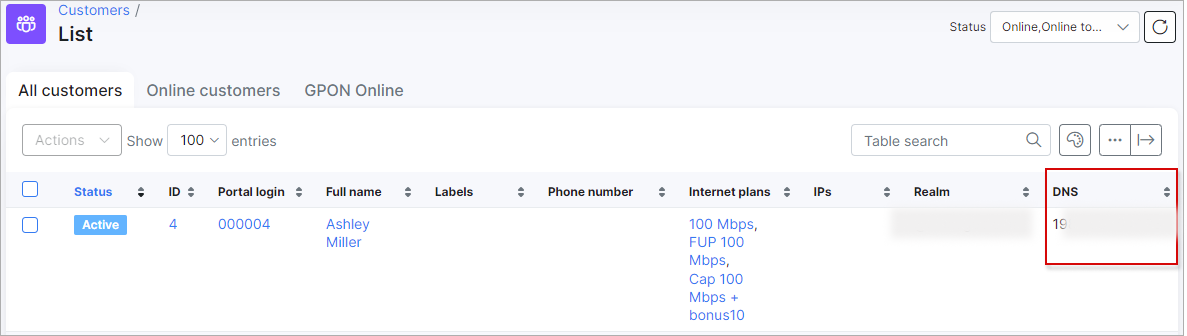 Customers /
List
Status Online,Online to...
All customers Online customers GPON Online
Actions Show 100 entries Table search
Status ID Portal login Full name Labels Phone number Internet plans IPs Realm DNS
Active 4 000004 Ashley 100 Mbps, 19
Miller FUP 100
Mbps,
Cap 100
Mbps +
bonus10